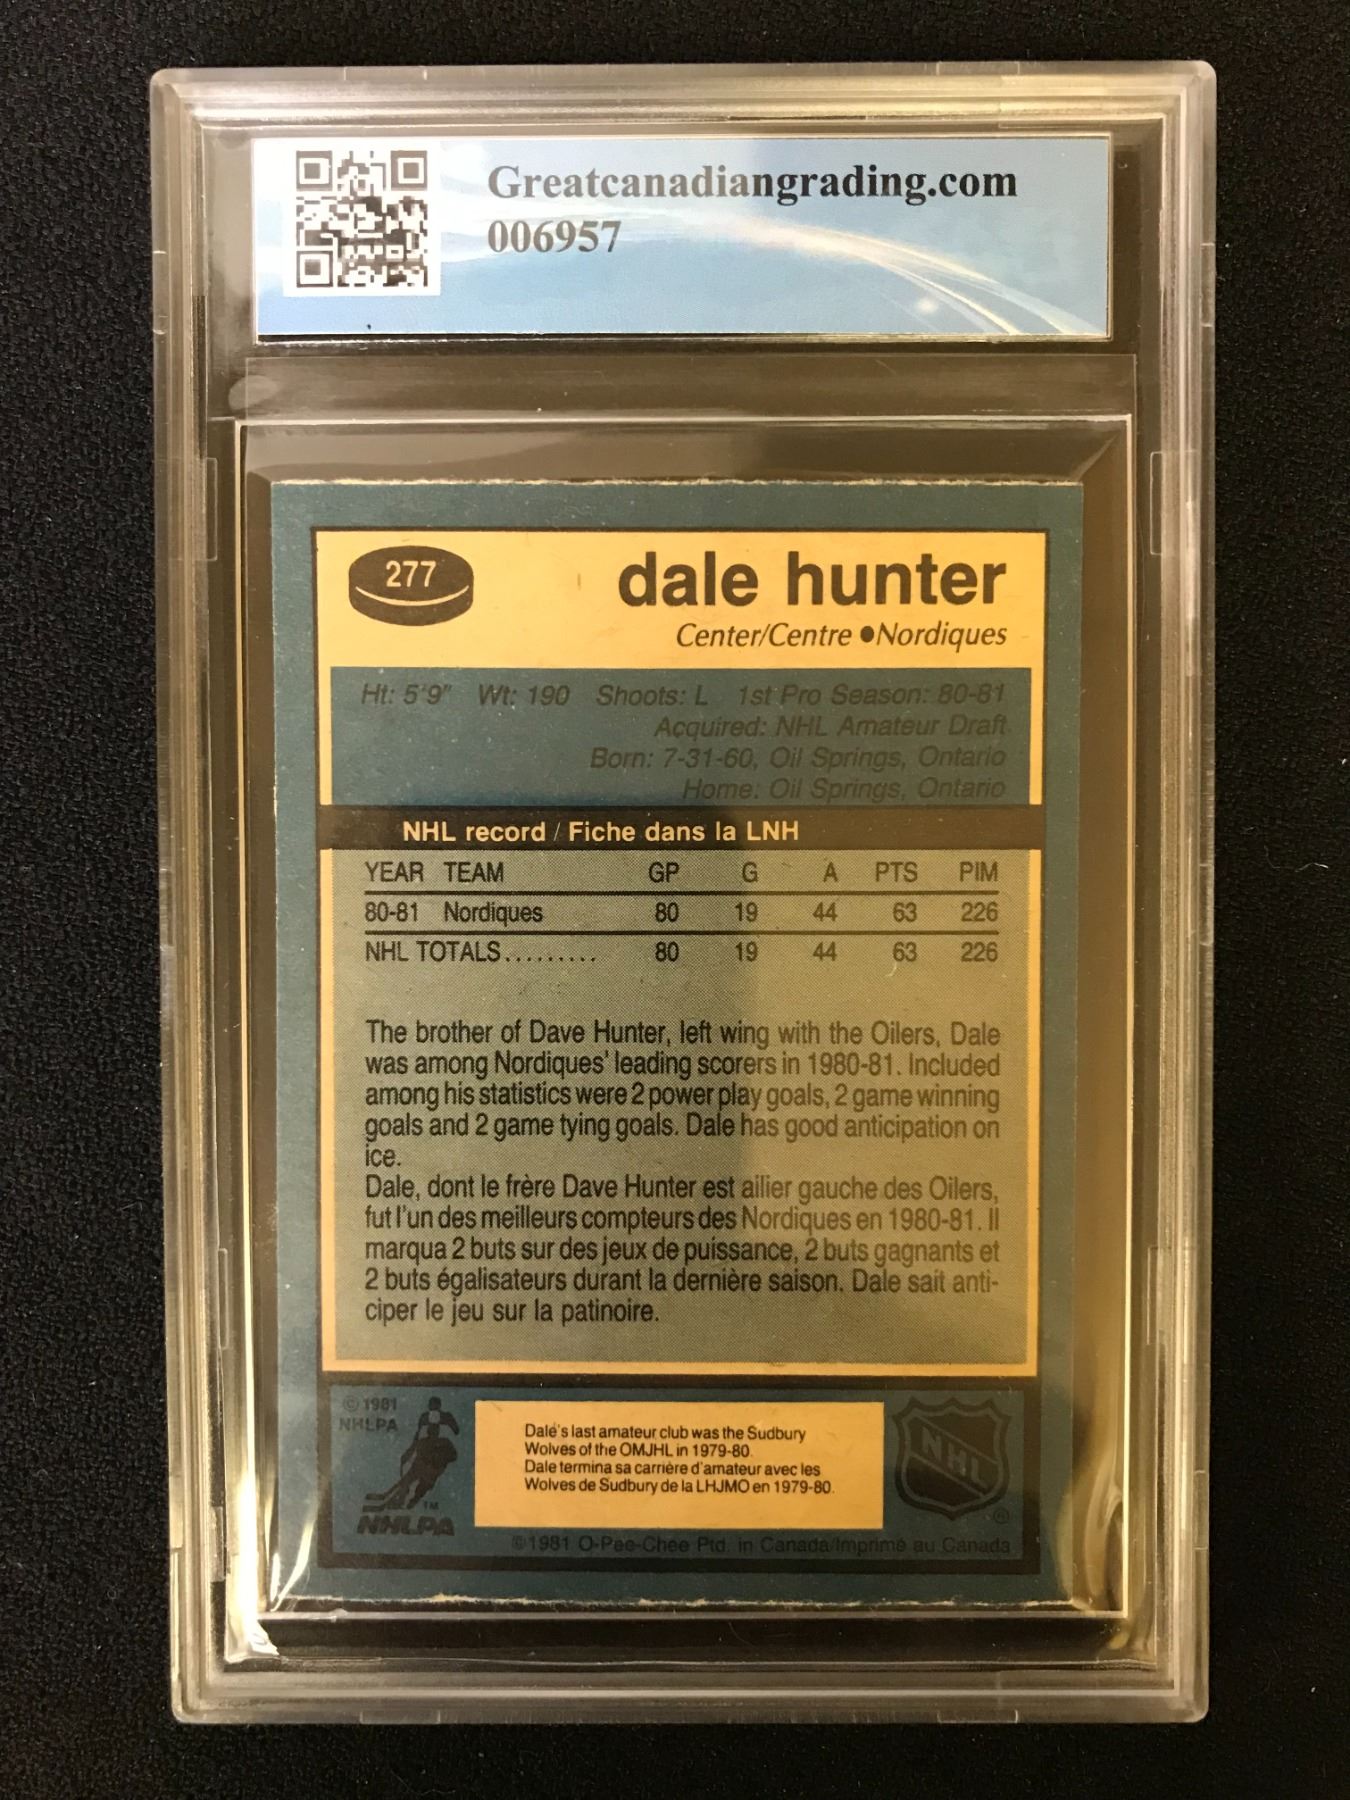 Greatcanadiangrading.com
006957
277
dale hunter
Center/Centre ●Nordiques
Ht: 5'9" Wt: 190 Shoots: L 1st Pro Season: 80-81
Acquired: NHL Amateur Draft
Born: 7-31-60, Oil Springs, Ontario
Home: Oil Springs, Ontario
NHL record / Fiche dans la LNH
YEAR TEAM GP G A PTS PIM
80-81 Nordiques 80 19 44 63 226
NHL TOTALS......... 80 19 44 63 226
The brother of Dave Hunter, left wing with the Oilers, Dale
was among Nordiques' leading scorers in 1980-81. Included
among his statistics were 2 power play goals, 2 game winning
goals and 2 game tying goals. Dale has good anticipation on
ice.
Dale, dont le frère Dave Hunter est ailier gauche des Oilers,
fut l'un des meilleurs compteurs des Nordiques en 1980-81. Il
marqua 2 buts sur des jeux de puissance, 2 buts gagnants et
2 buts égalisateurs durant la dernière saison. Dale sait anti-
ciper le jeu sur la patinoire.
© 1981
NHLPA
TM
NHLPA
Dale's last amateur club was the Sudbury
Wolves of the OMJHL in 1979-80.
Dale termina sa carrière d'amateur avec les
Wolves de Sudbury de la LHJMO en 1979-80.
NHL
®
©1981 O-Pee-Chee Ptd. in Canada/Imprimé au Canada